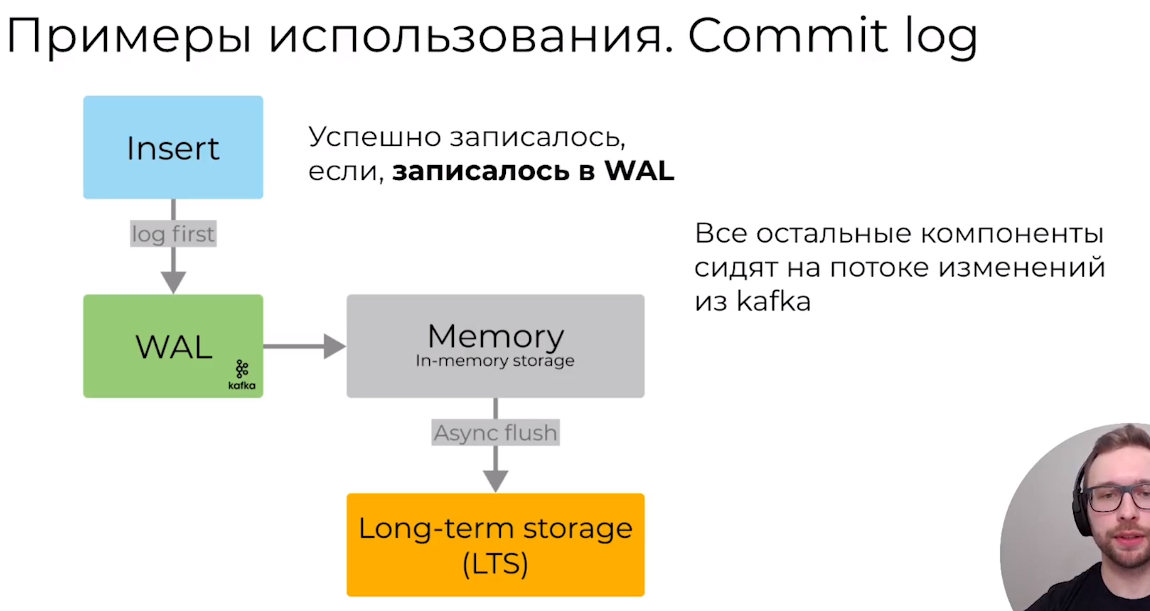 Примеры использования. Commit log
Insert
Успешно записалось,
если, записалось в WAL
log first
Все остальные компоненты
сидят на потоке изменений
из kafka
WAL
kafka
Memory
In-memory storage
Async flush
Long-term storage
(LTS)